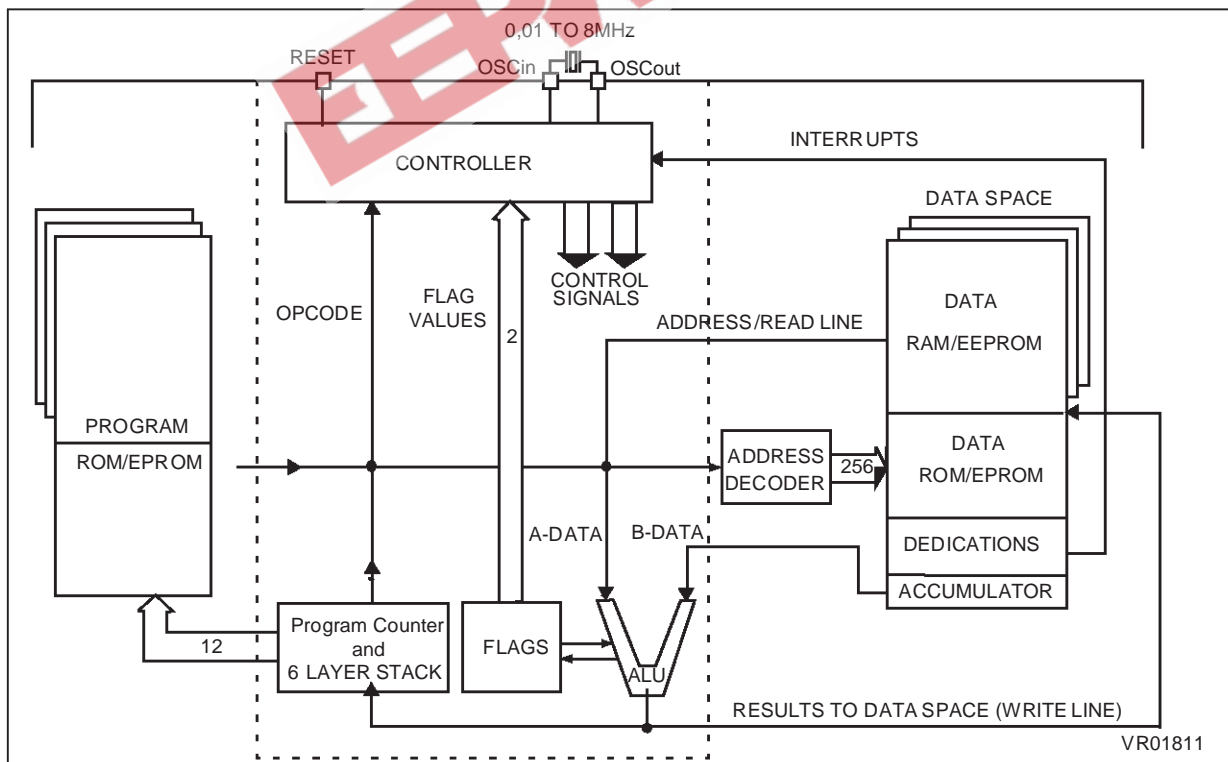 0,01 TO 8MHz
RESET
OSCin
OSCout
INTERRUPTS
CONTROLLER
DATA SPACE
CONTROL
SIGNALS
OPCODE
FLAG
VALUES
2
ADDRESS/READ LINE
DATA
RAM/EEPROM
PROGRAM
ROM/EPROM
ADDRESS
DECODER
256
DATA
ROM/EPROM
A-DATA
B-DATA
DEDICATIONS
ACCUMULATOR
12
Program Counter
and
6 LAYER STACK
FLAGS
ALU
RESULTS TO DATA SPACE (WRITE LINE)
VR01811